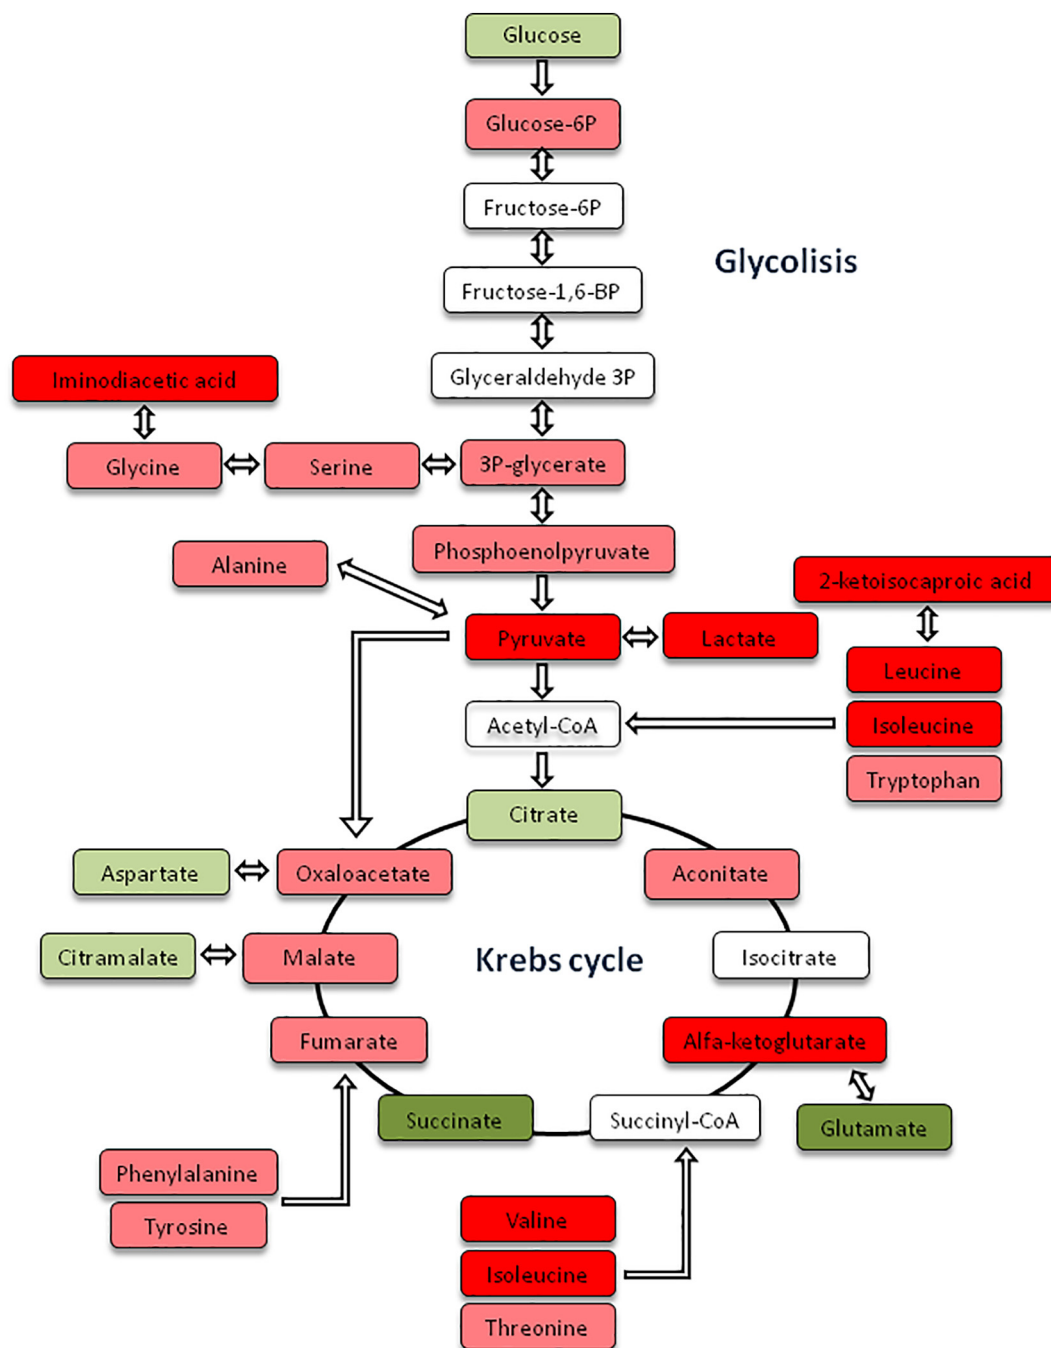 Glucose
Glucose-6P
Fructose-6P
Glycolisis
Fructose-1,6-BP
Iminodiacetic acid
Glyceraldehyde 3P
Glycine
Serine
3P-glycerate
Alanine
Phosphoenolpyruvate
2-ketoisocaproic acid
Pyruvate
Lactate
Leucine
Acetyl-CoA
Isoleucine
Tryptophan
Citrate
Aspartate
Oxaloacetate
Aconitate
Citramalate
Malate
Krebs cycle
Isocitrate
Fumarate
Alfa-ketoglutarate
Succinate
Succinyl-CoA
Glutamate
Phenylalanine
Tyrosine
Valine
Isoleucine
Threonine